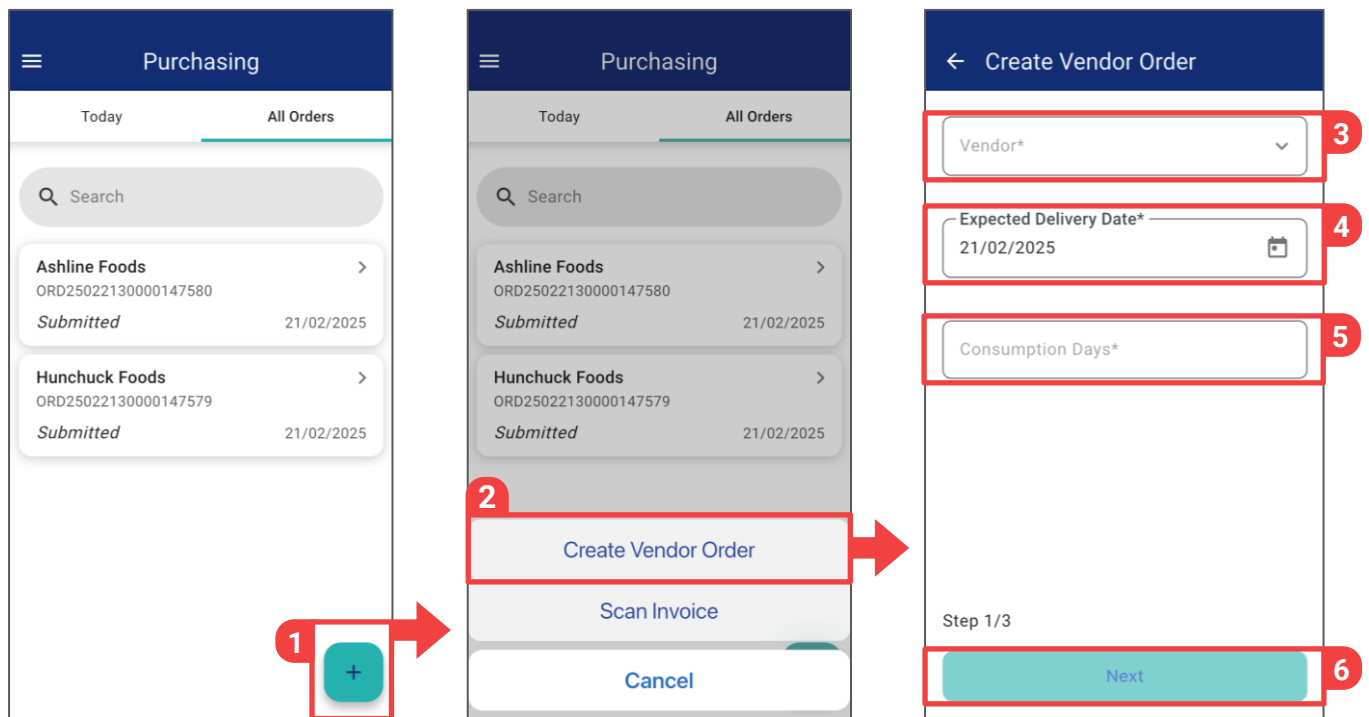 Purchasing
Today All Orders
Search
Ashline Foods
ORD25022130000147580
Submitted 21/02/2025
Hunchuck Foods
ORD25022130000147579
Submitted 21/02/2025
1
+
Purchasing
Today All Orders
Search
Ashline Foods
ORD25022130000147580
Submitted 21/02/2025
Hunchuck Foods
ORD25022130000147579
Submitted 21/02/2025
2
Create Vendor Order
Scan Invoice
Cancel
Create Vendor Order
Vendor*
3
Expected Delivery Date*
21/02/2025
4
Consumption Days*
5
Step 1/3
Next
6